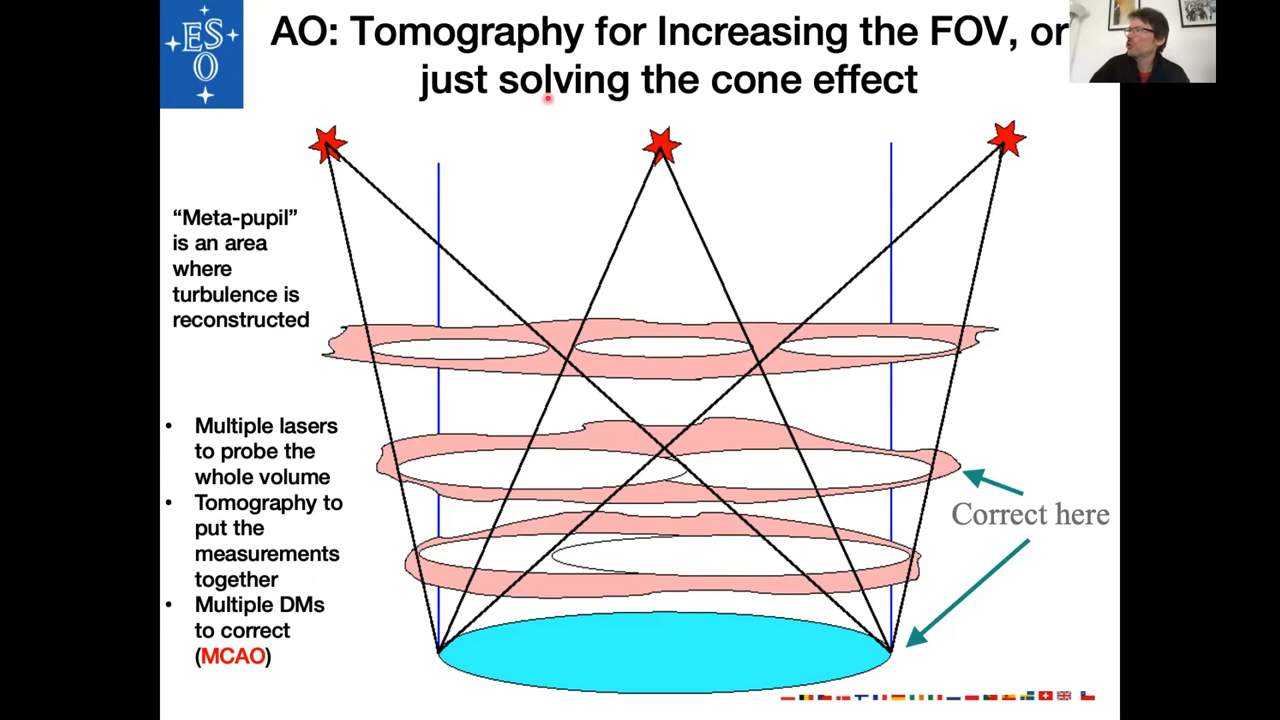 ES
O
AO: Tomography for Increasing the FOV, or
just solving the cone effect
“Meta-pupil”
is an area
where
turbulence is
reconstructed
• Multiple lasers
to probe the
whole volume
• Tomography to
put the
measurements
together
• Multiple DMs
to correct
(MCAO)
Correct here